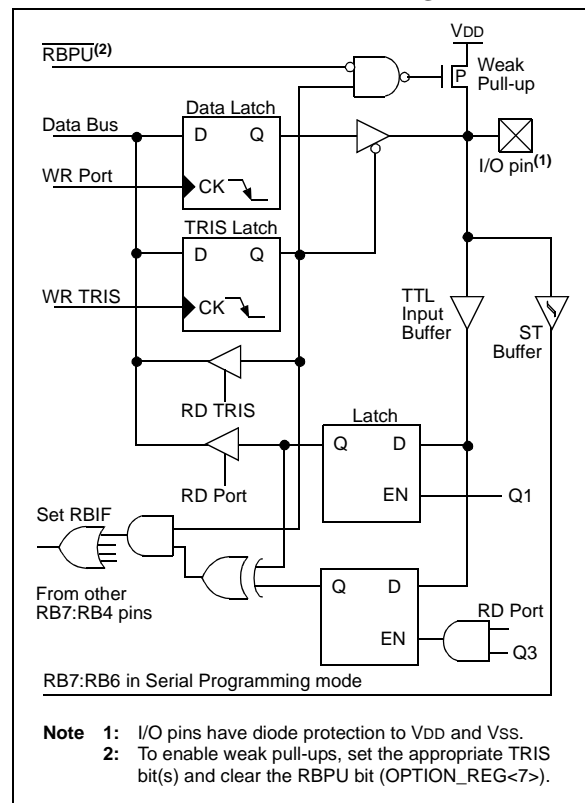 VDD
RBPU(2)
Weak
Pull-up
P
Data Latch
Data Bus
D Q
I/O pin(1)
WR Port
CK
TRIS Latch
D Q
WR TRIS
CK
TTL
Input
Buffer
ST
Buffer
RD TRIS
Latch
Q D
RD Port
EN
Q1
Set RBIF
From other
RB7:RB4 pins
Q D
RD Port
EN
Q3
RB7:RB6 in Serial Programming mode
Note 1: I/O pins have diode protection to VDD and VSS.
2: To enable weak pull-ups, set the appropriate TRIS
bit(s) and clear the RBPU bit (OPTION_REG<7>).